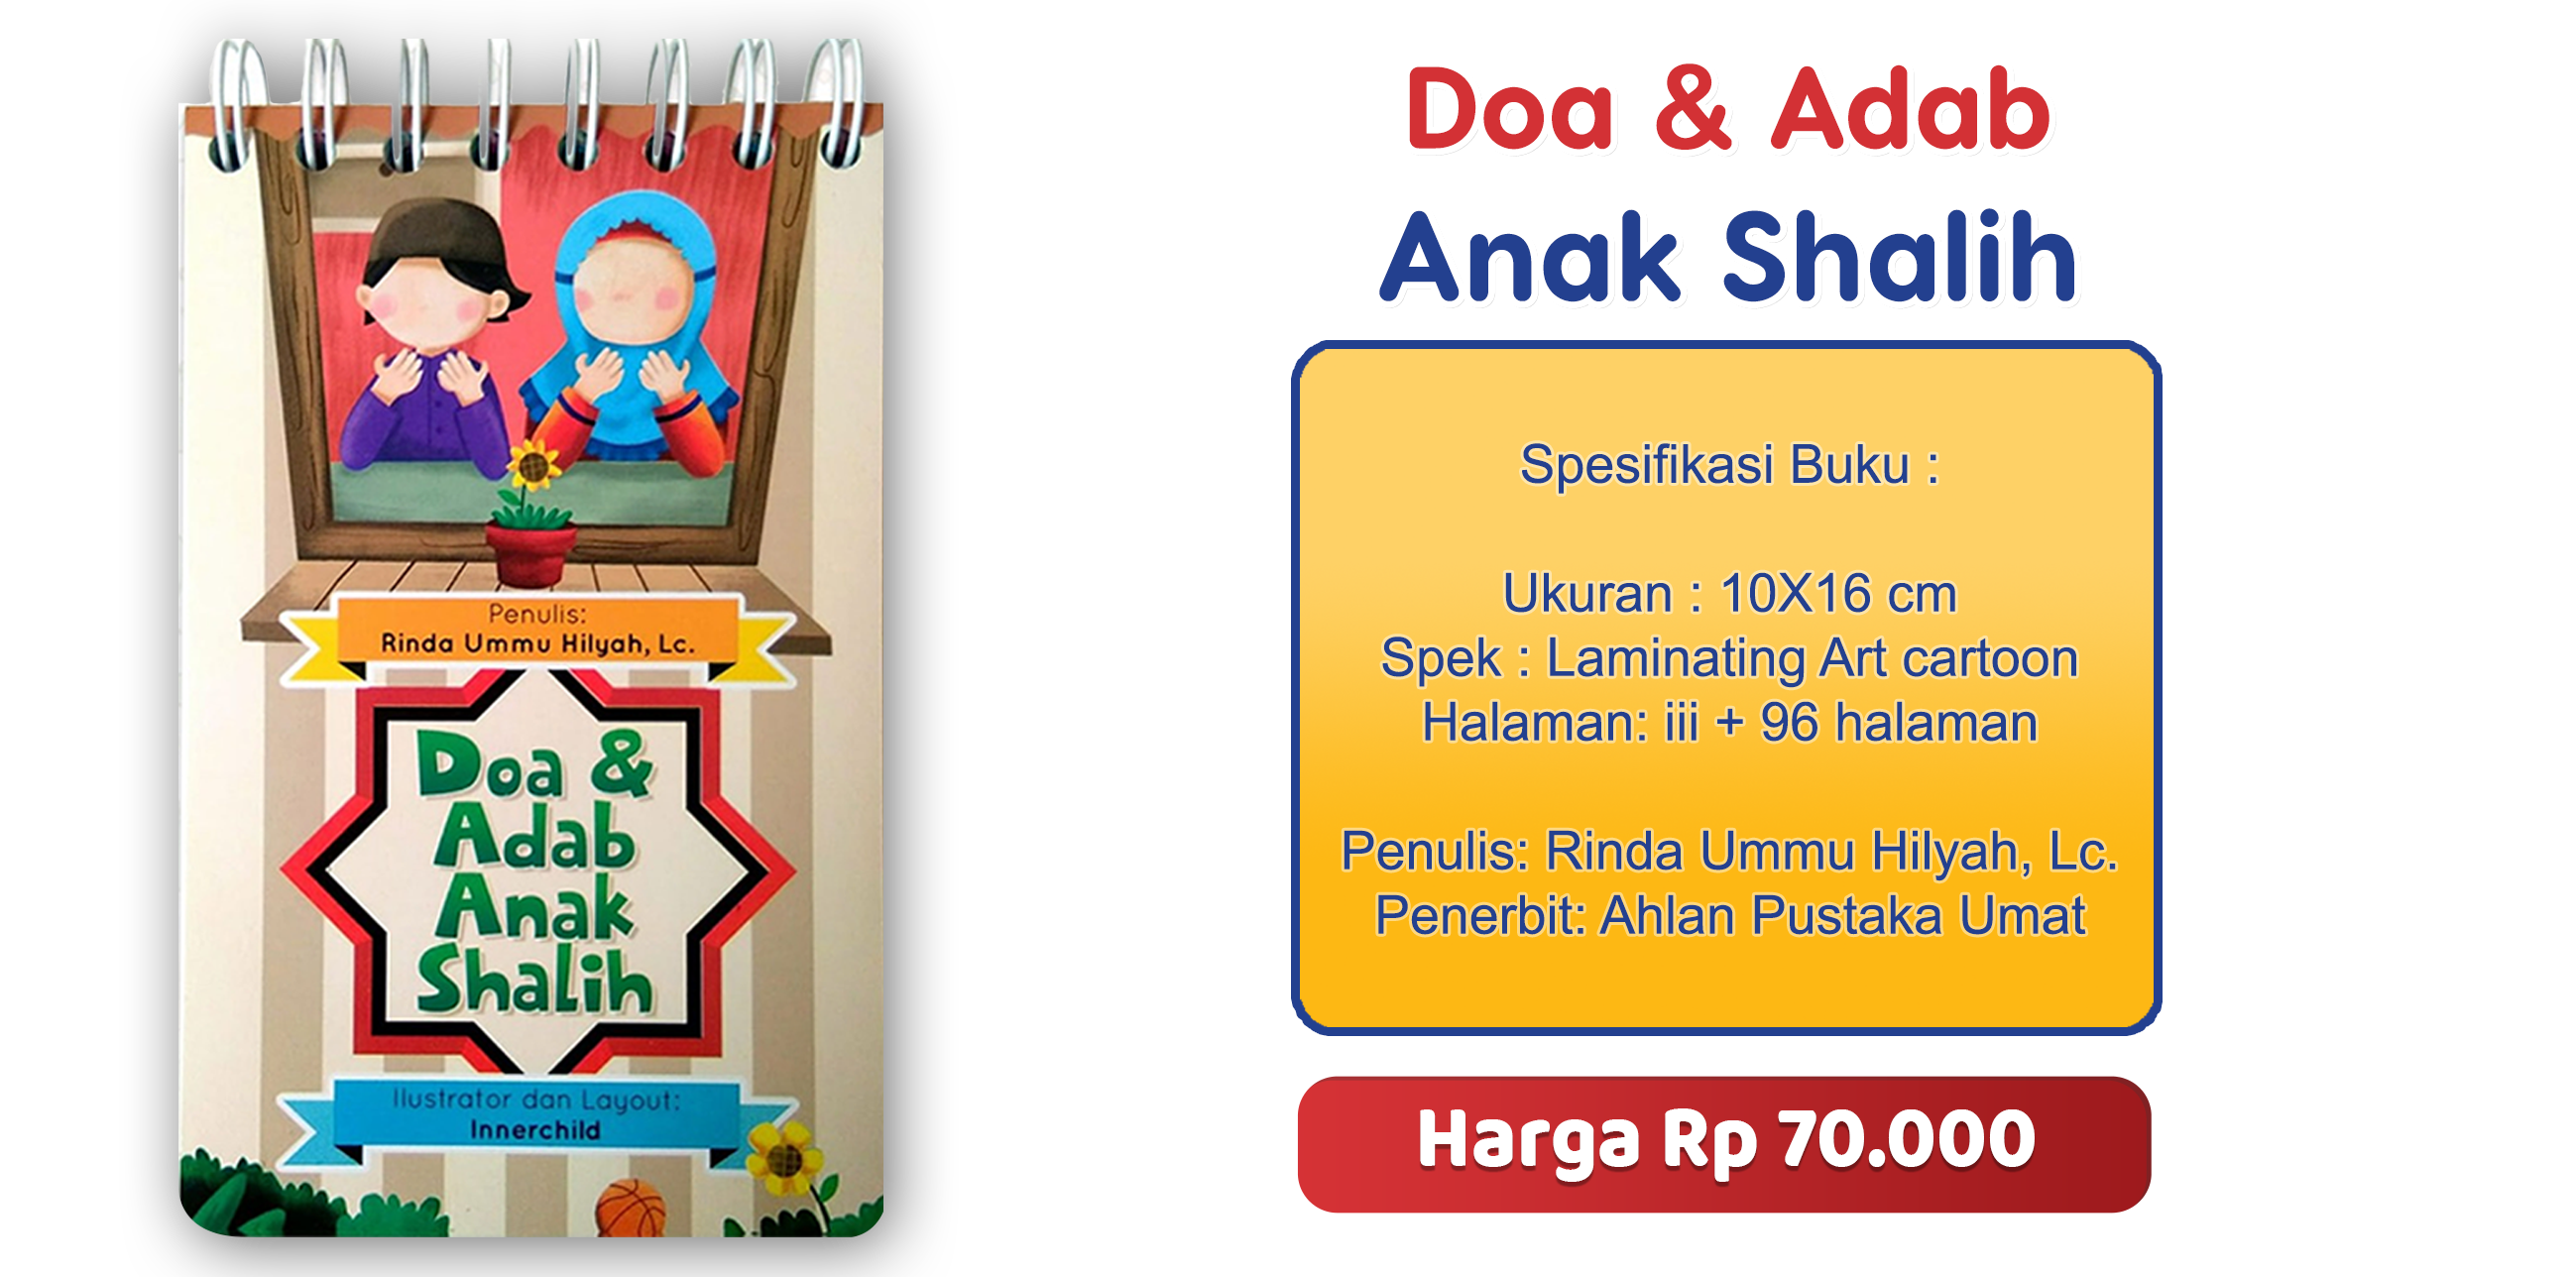 Penulis:
Rinda Ummu Hilyah, Lc.
Doa &
Adab
Anak
Shalih
Ilustrator dan Layout:
Innerchild
Doa & Adab
Anak Shalih
Spesifikasi Buku :
Ukuran : 10X16 cm
Spek : Laminating Art cartoon
Halaman: iii + 96 halaman
Penulis: Rinda Ummu Hilyah, Lc.
Penerbit: Ahlan Pustaka Umat
Harga Rp 70.000